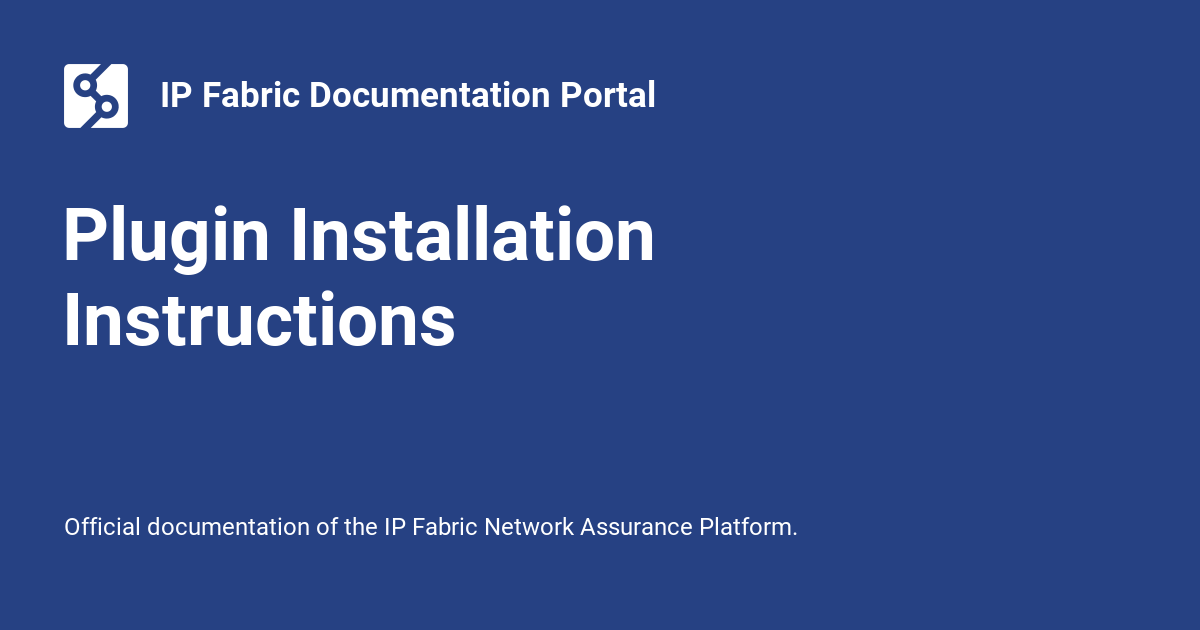 IP Fabric Documentation Portal
Plugin Installation
Instructions
Official documentation of the IP Fabric Network Assurance Platform.